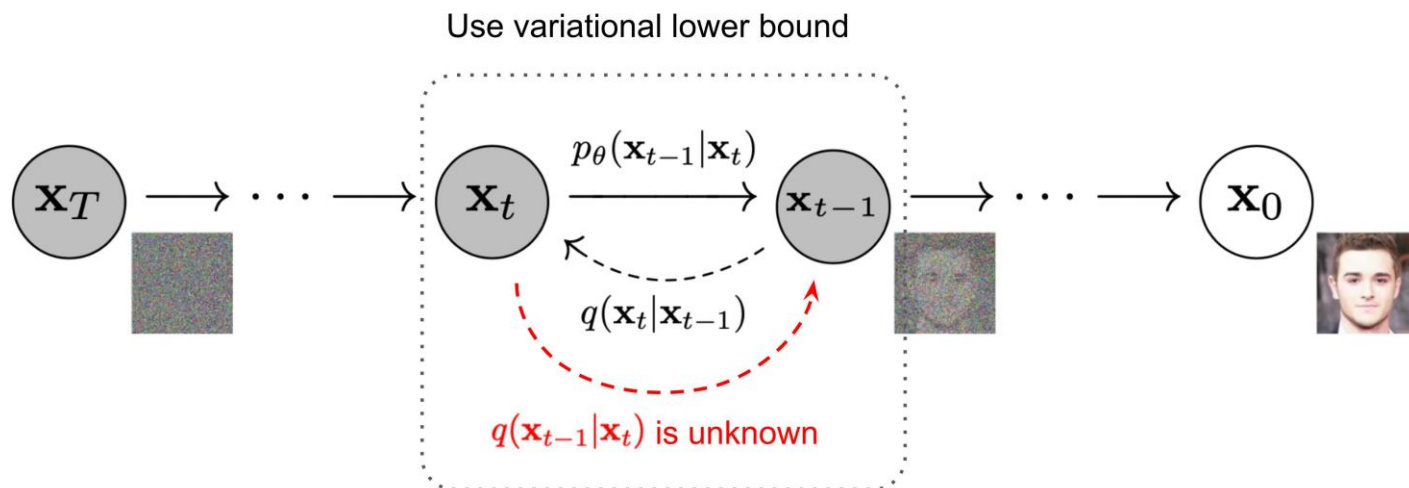 Use variational lower bound
p_θ(x_{t−1}|x_t)
x_T → ··· → x_t → x_{t−1} → ··· → x_0
q(x_t|x_{t−1})
q(x_{t−1}|x_t) is unknown